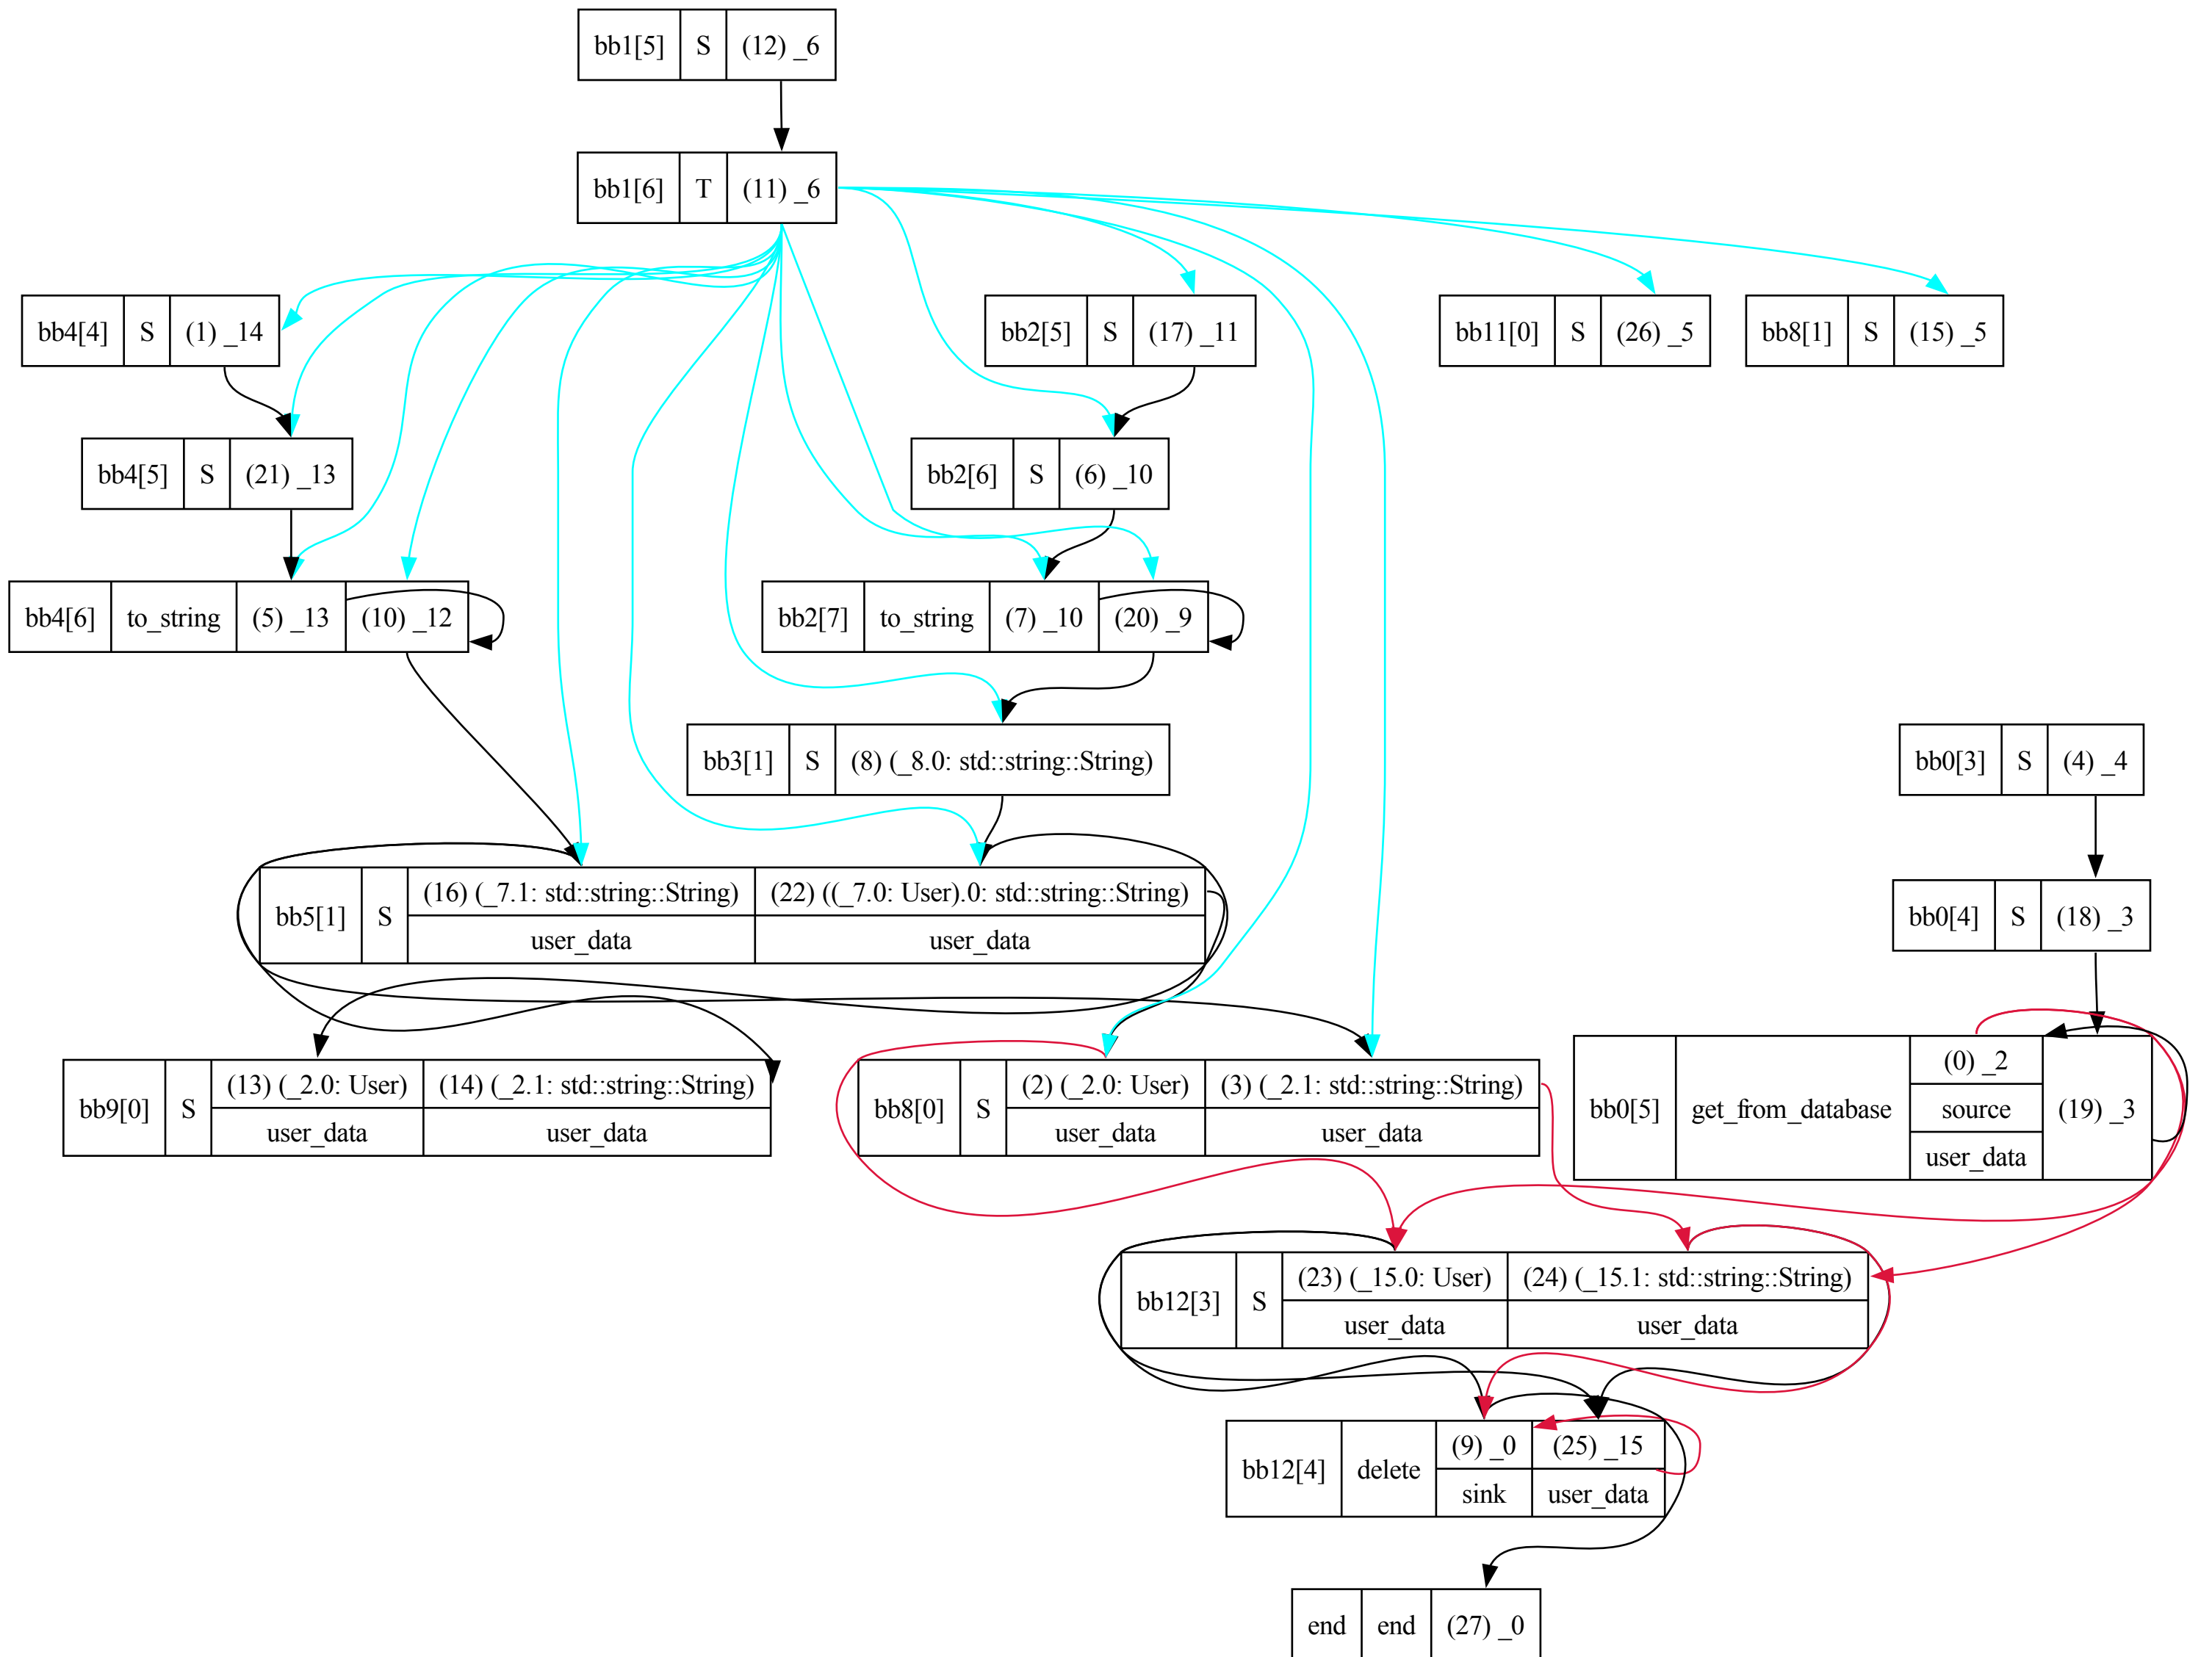 bb1[5] S (12) _6
bb1[6] T (11) _6
bb4[4] S (1) _14
bb2[5] S (17) _11
bb11[0] S (26) _5
bb8[1] S (15) _5
bb4[5] S (21) _13
bb2[6] S (6) _10
bb4[6] to_string (5) _13 (10) _12
bb2[7] to_string (7) _10 (20) _9
bb3[1] S (8) (_8.0: std::string::String)
bb0[3] S (4) _4
bb5[1] S (16) (_7.1: std::string::String) (22) ((_7.0: User).0: std::string::String)
user_data user_data
bb0[4] S (18) _3
bb9[0] S (13) (_2.0: User) (14) (_2.1: std::string::String)
user_data user_data
bb8[0] S (2) (_2.0: User) (3) (_2.1: std::string::String)
user_data user_data
bb0[5] get_from_database (0) _2 (19) _3
source
user_data
bb12[3] S (23) (_15.0: User) (24) (_15.1: std::string::String)
user_data user_data
bb12[4] delete (9) _0 (25) _15
sink user_data
end end (27) _0